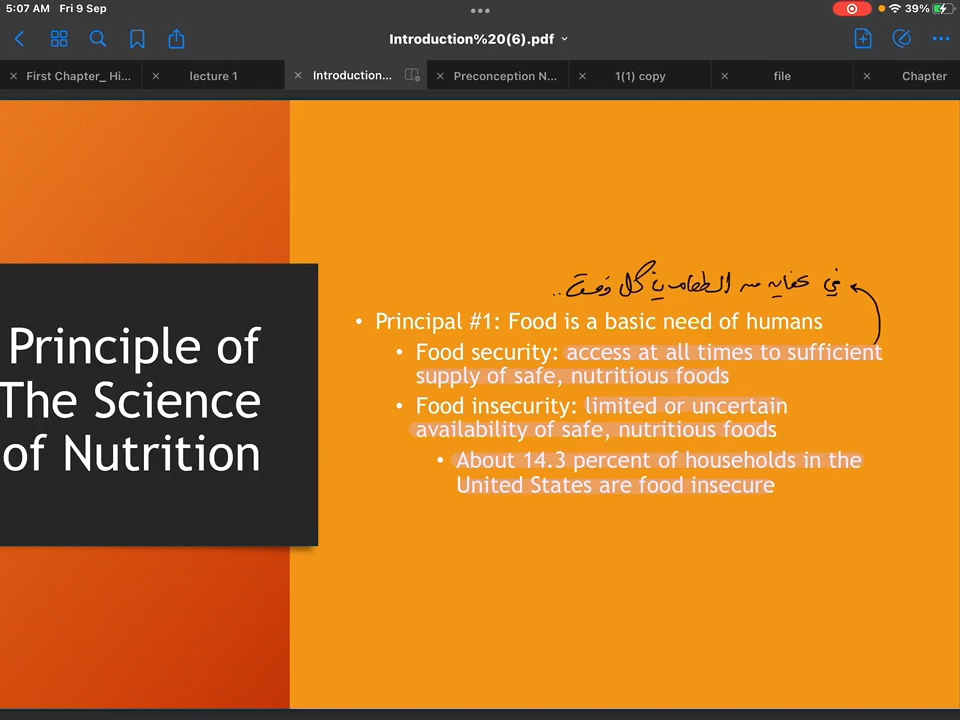 5:07 AM Fri 9 Sep
39%
Introduction%20(6).pdf
First Chapter_ Hi...
lecture 1
Introduction...
Preconception N...
1(1) copy
file
Chapter
في كفايه من الطعام في كل وقت..
Principle of
The Science
of Nutrition
• Principal #1: Food is a basic need of humans
• Food security: access at all times to sufficient
supply of safe, nutritious foods
• Food insecurity: limited or uncertain
availability of safe, nutritious foods
• About 14.3 percent of households in the
United States are food insecure